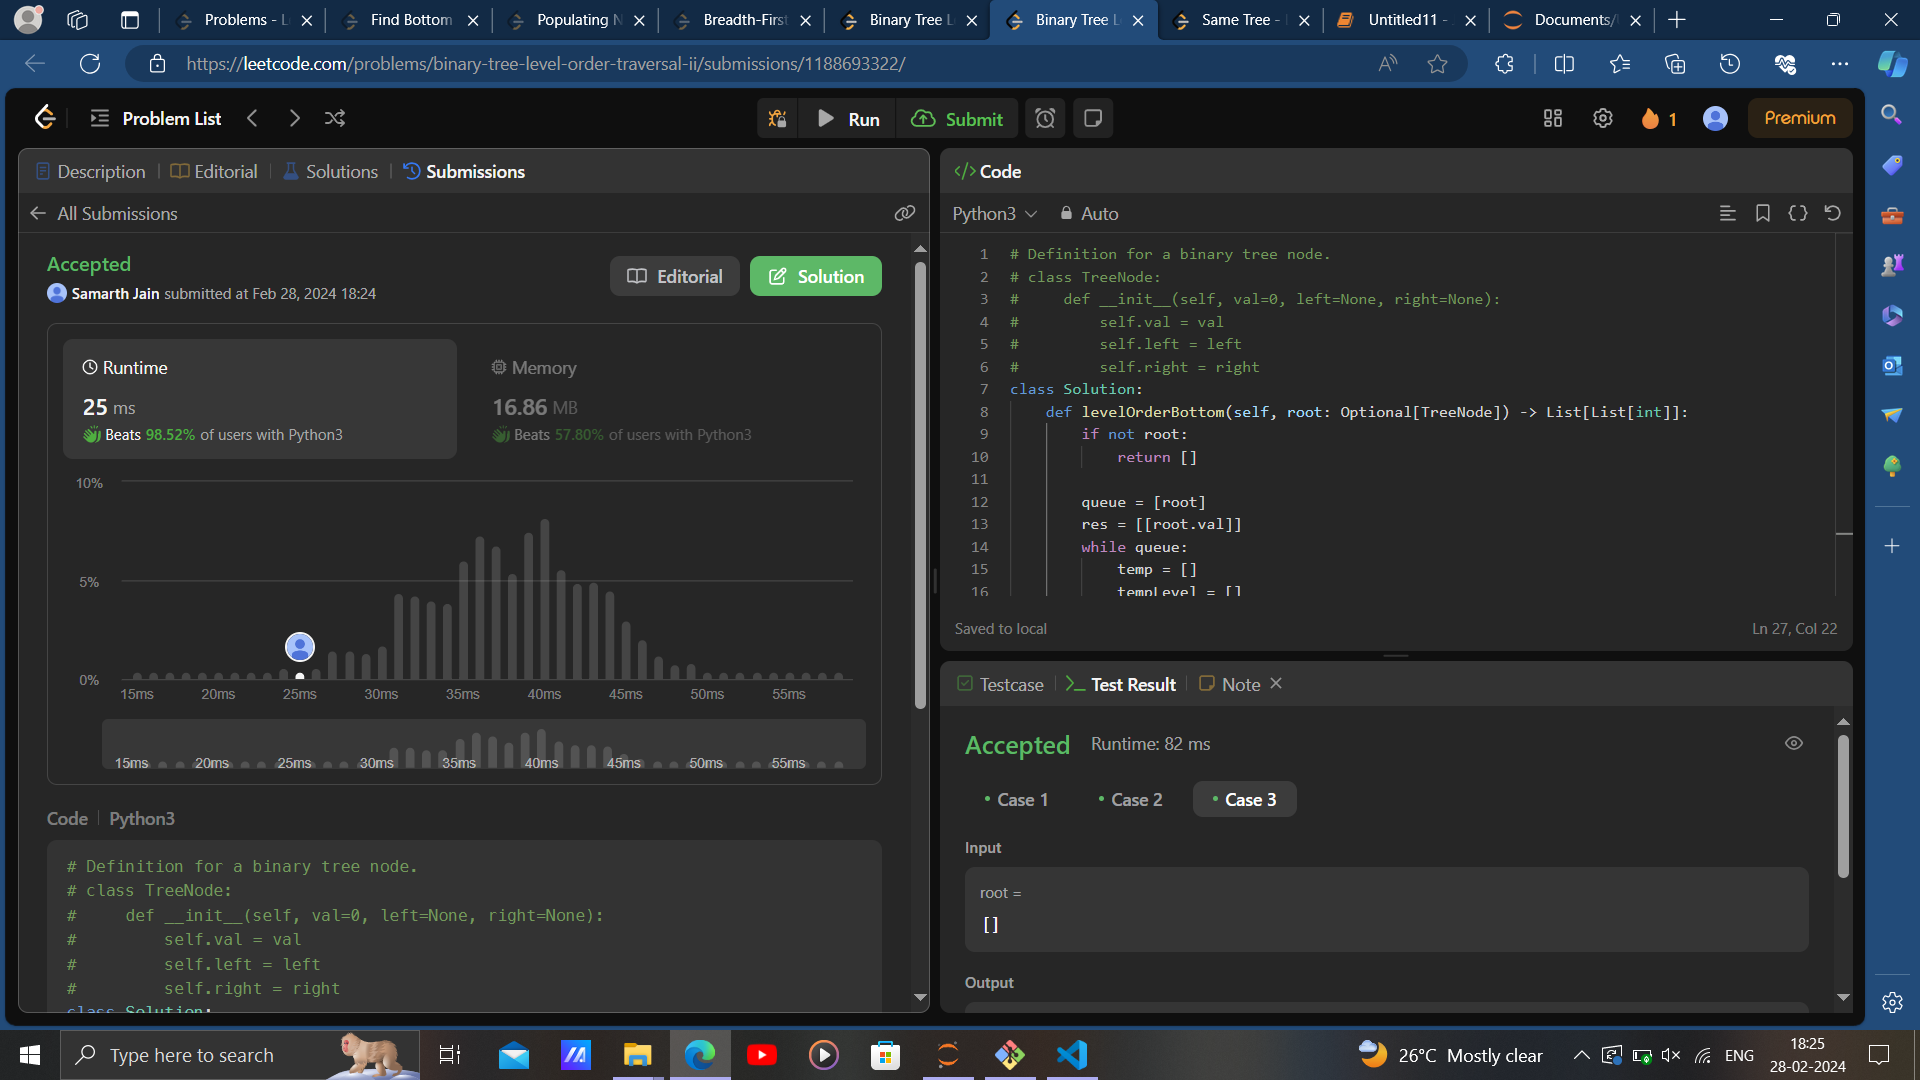 Problems - L
Find Bottom
Populating N
Breadth-First
Binary Tree Le
Binary Tree Le
Same Tree -
Untitled11 -
Documents/
https://leetcode.com/problems/binary-tree-level-order-traversal-ii/submissions/1188693322/
Problem List
Run
Submit
1
Premium
Description
Editorial
Solutions
Submissions
All Submissions
Accepted
Samarth Jain submitted at Feb 28, 2024 18:24
Editorial
Solution
Runtime
25 ms
Beats 98.52% of users with Python3
Memory
16.86 MB
Beats 57.80% of users with Python3
10%
5%
0%
15ms 20ms 25ms 30ms 35ms 40ms 45ms 50ms 55ms
15ms 20ms 25ms 30ms 35ms 40ms 45ms 50ms 55ms
Code Python3
# Definition for a binary tree node.
# class TreeNode:
#     def __init__(self, val=0, left=None, right=None):
#         self.val = val
#         self.left = left
#         self.right = right
class Solution:
</> Code
Python3
Auto
1 # Definition for a binary tree node.
2 # class TreeNode:
3 #     def __init__(self, val=0, left=None, right=None):
4 #         self.val = val
5 #         self.left = left
6 #         self.right = right
7 class Solution:
8     def levelOrderBottom(self, root: Optional[TreeNode]) -> List[List[int]]:
9         if not root:
10             return []
11
12         queue = [root]
13         res = [[root.val]]
14         while queue:
15             temp = []
16             tempLevel = []
Saved to local
Ln 27, Col 22
Testcase
Test Result
Note
Accepted
Runtime: 82 ms
Case 1
Case 2
Case 3
Input
root =
[]
Output
Type here to search
26°C Mostly clear
ENG
18:25
28-02-2024